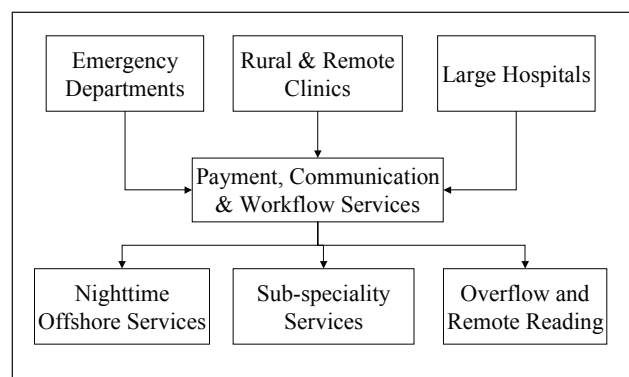 Emergency
Departments
Rural & Remote
Clinics
Large Hospitals
Payment, Communication
& Workflow Services
Nighttime
Offshore Services
Sub-speciality
Services
Overflow and
Remote Reading